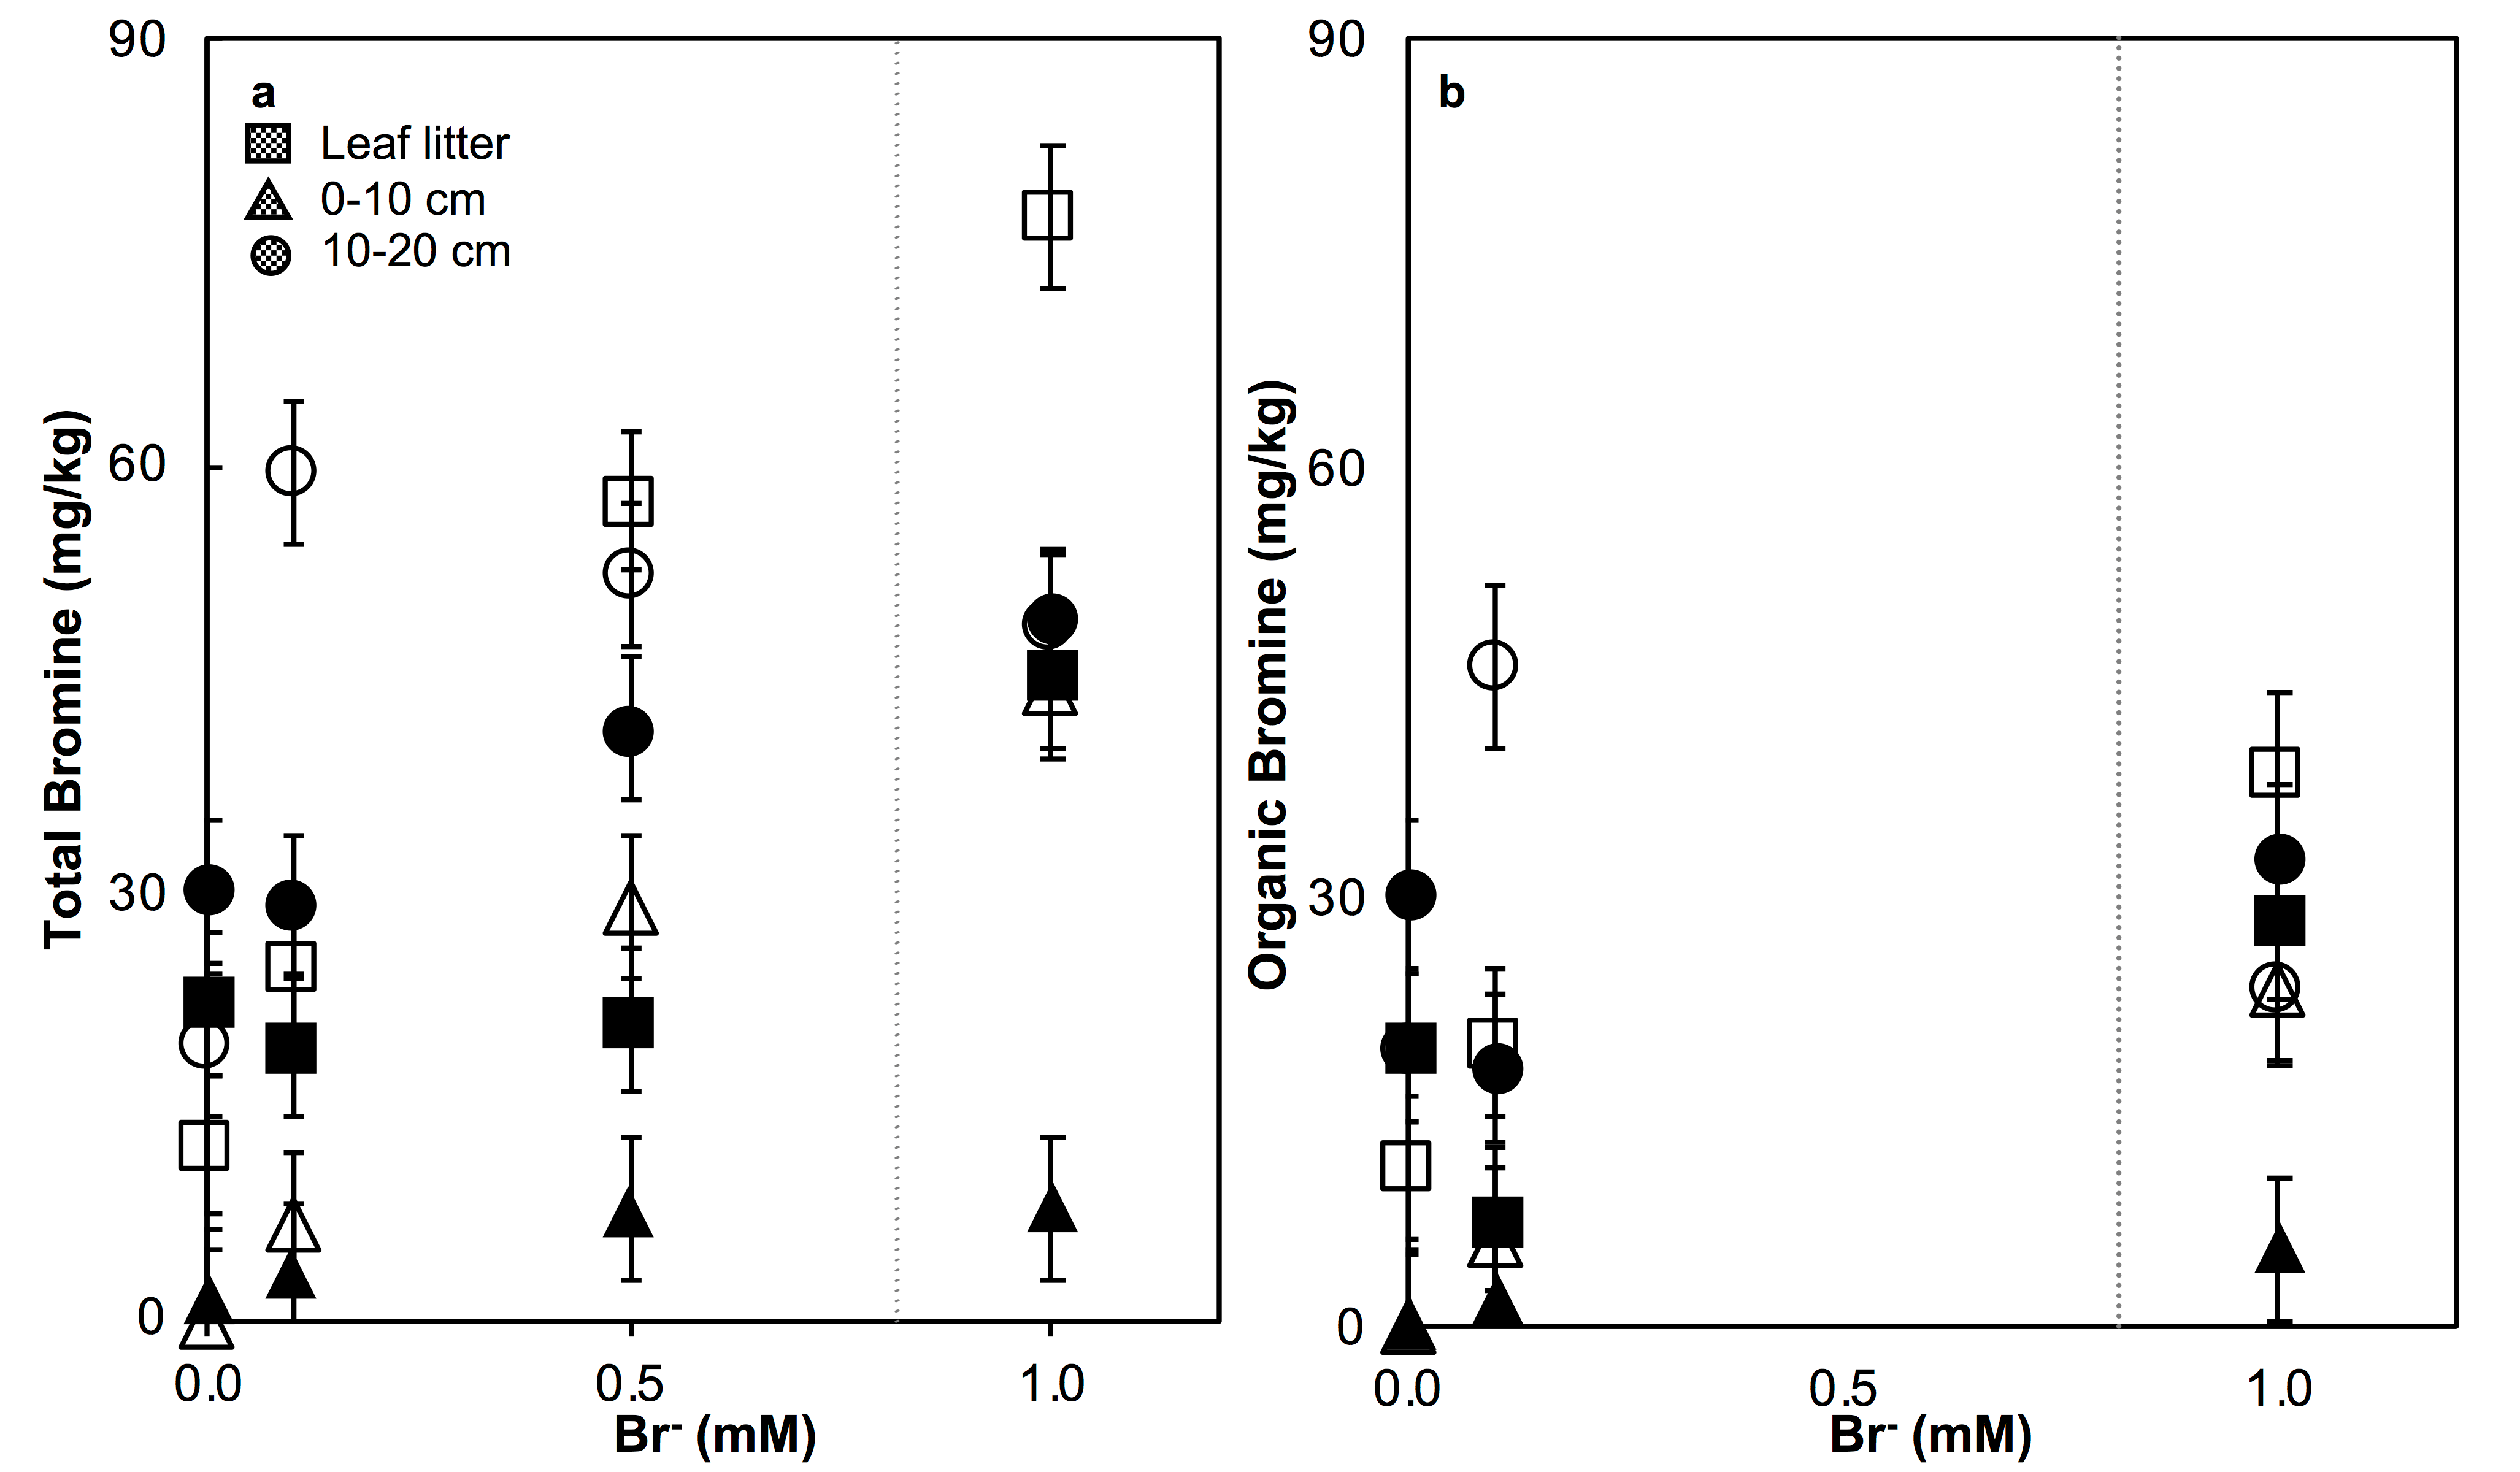 90
a
Leaf litter
0-10 cm
10-20 cm
60
30
0
0.0 0.5 1.0
Total Bromine (mg/kg)
Br- (mM)
90
b
60
30
0
0.0 0.5 1.0
Organic Bromine (mg/kg)
Br- (mM)